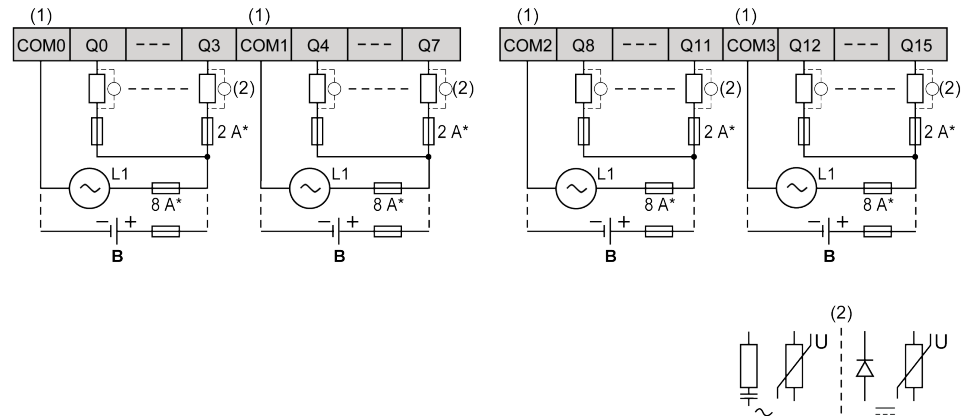 (1) (1) (1) (1)
COM0 Q0 --- Q3 COM1 Q4 --- Q7 COM2 Q8 --- Q11 COM3 Q12 --- Q15
(2) (2) (2) (2)
2 A* 2 A* 2 A* 2 A*
L1 L1 L1 L1
8 A* 8 A* 8 A* 8 A*
− + − + − + − +
B B B B
(2)
U U